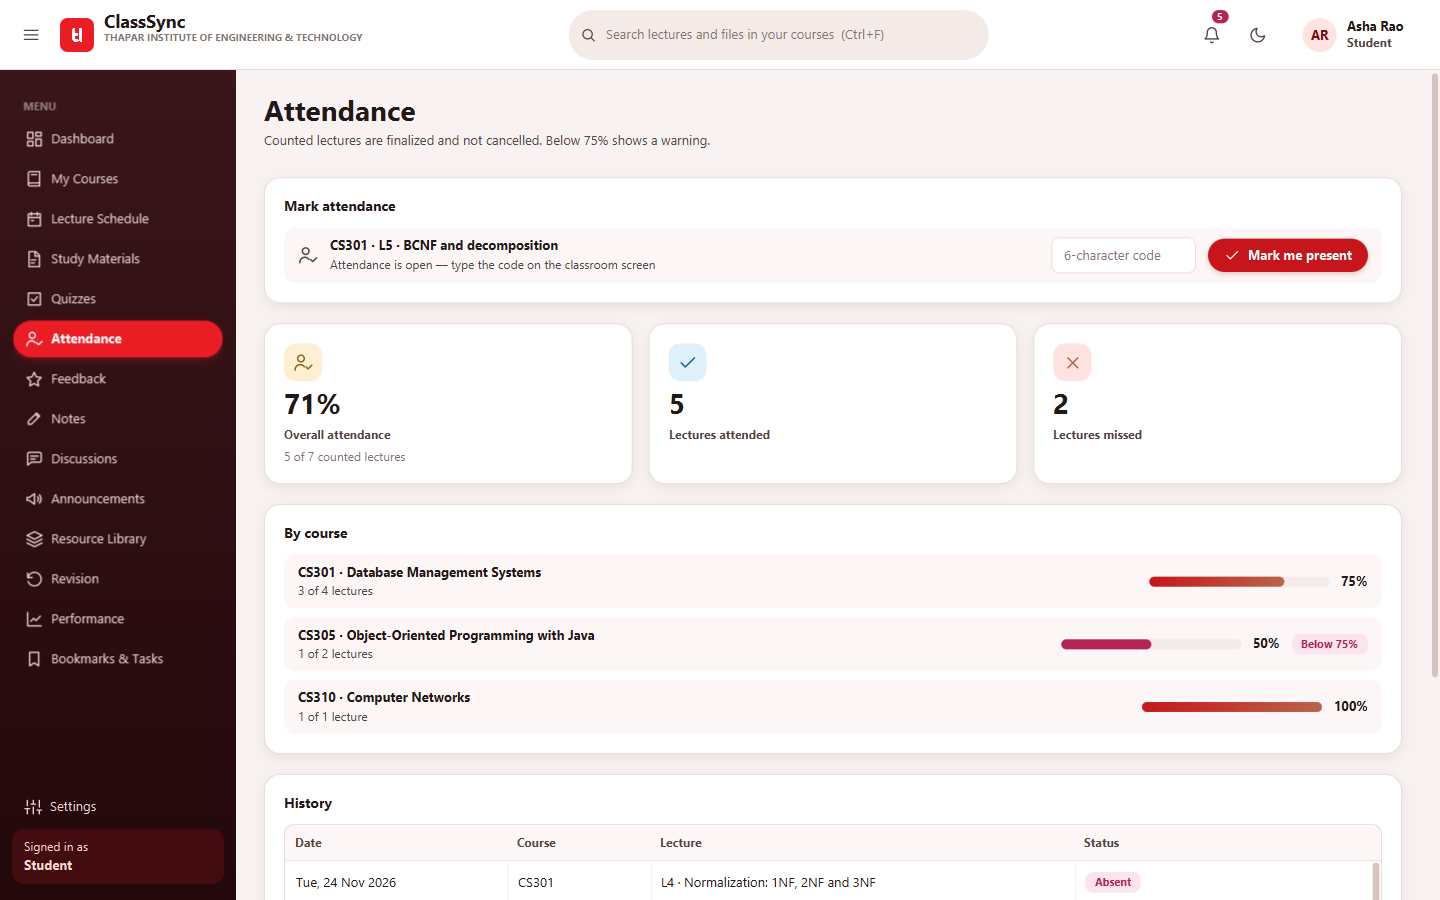 ClassSync
THAPAR INSTITUTE OF ENGINEERING & TECHNOLOGY
Search lectures and files in your courses (Ctrl+F)
5
AR
Asha Rao
Student
MENU
Dashboard
My Courses
Lecture Schedule
Study Materials
Quizzes
Attendance
Feedback
Notes
Discussions
Announcements
Resource Library
Revision
Performance
Bookmarks & Tasks
Settings
Signed in as
Student
Attendance
Counted lectures are finalized and not cancelled. Below 75% shows a warning.
Mark attendance
CS301 · L5 · BCNF and decomposition
Attendance is open — type the code on the classroom screen
6-character code
Mark me present
71%
Overall attendance
5 of 7 counted lectures
5
Lectures attended
2
Lectures missed
By course
CS301 · Database Management Systems
3 of 4 lectures
75%
CS305 · Object-Oriented Programming with Java
1 of 2 lectures
50%
Below 75%
CS310 · Computer Networks
1 of 1 lecture
100%
History
Date Course Lecture Status
Tue, 24 Nov 2026 CS301 L4 · Normalization: 1NF, 2NF and 3NF Absent